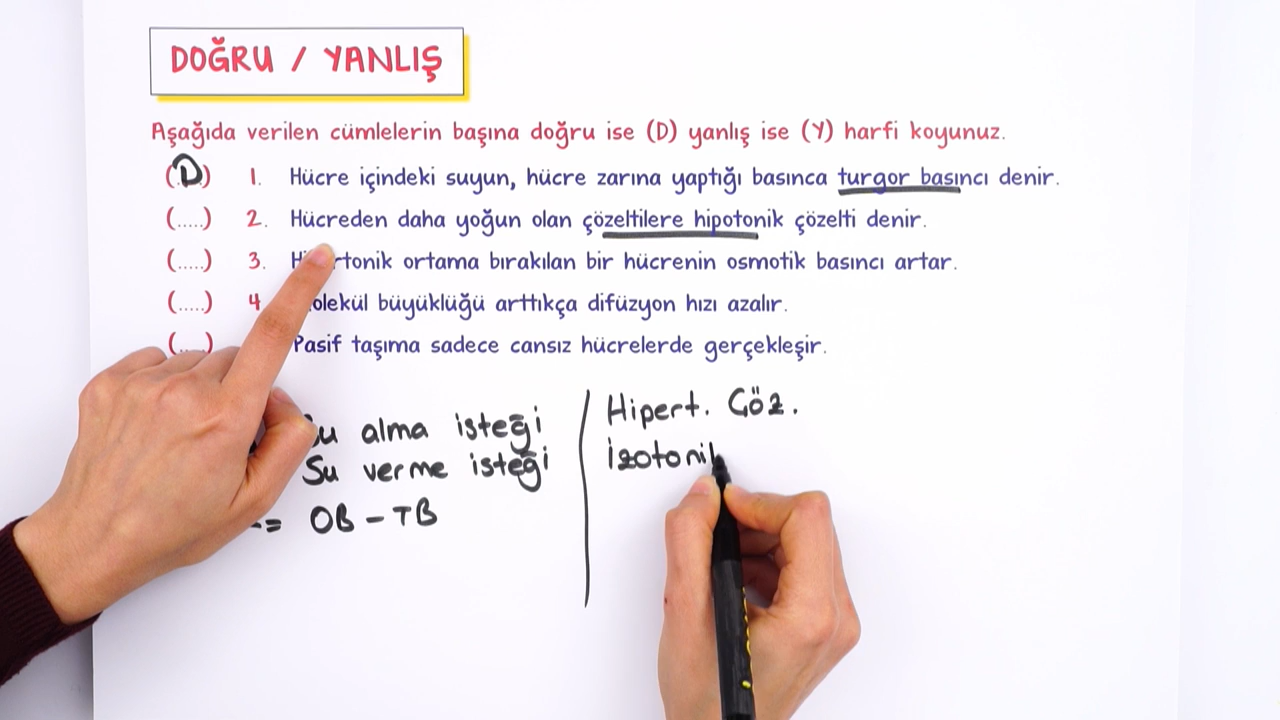 DOĞRU / YANLIŞ
Aşağıda verilen cümlelerin başına doğru ise (D) yanlış ise (Y) harfi koyunuz.
(.D.) 1. Hücre içindeki suyun, hücre zarına yaptığı basınca turgor basıncı denir.
(.....) 2. Hücreden daha yoğun olan çözeltilere hipotonik çözelti denir.
(.....) 3. ortama bırakılan bir hücrenin osmotik basıncı artar.
(.....) 4 büyüklüğü arttıkça difüzyon hızı azalır.
(.....) Pasif taşıma sadece cansız hücrelerde gerçekleşir.
Su alma isteği
Su verme isteği
= OB - TB
Hipert. Çöz.
İzotonik